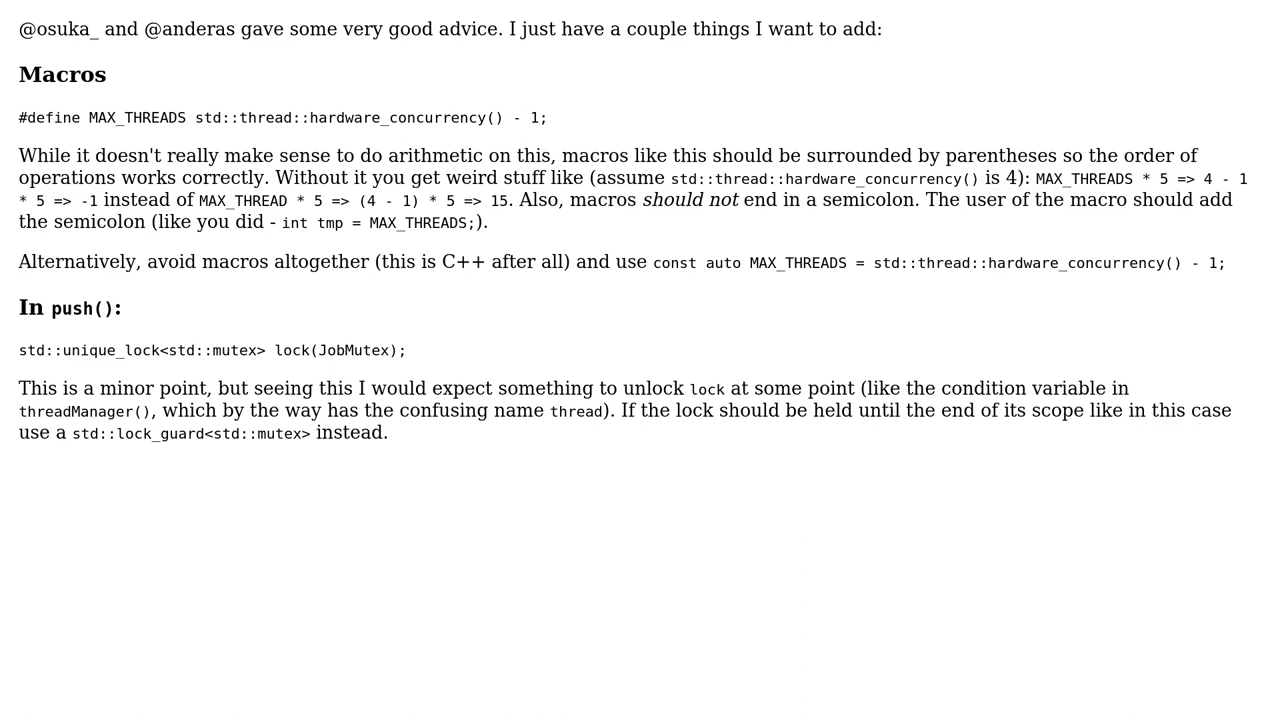 @osuka_ and @anderas gave some very good advice. I just have a couple things I want to add:
Macros
#define MAX_THREADS std::thread::hardware_concurrency() - 1;
While it doesn't really make sense to do arithmetic on this, macros like this should be surrounded by parentheses so the order of
operations works correctly. Without it you get weird stuff like (assume std::thread::hardware_concurrency() is 4): MAX_THREADS * 5 => 4 - 1
* 5 => -1 instead of MAX_THREAD * 5 => (4 - 1) * 5 => 15. Also, macros should not end in a semicolon. The user of the macro should add
the semicolon (like you did - int tmp = MAX_THREADS;).
Alternatively, avoid macros altogether (this is C++ after all) and use const auto MAX_THREADS = std::thread::hardware_concurrency() - 1;
In push():
std::unique_lock<std::mutex> lock(JobMutex);
This is a minor point, but seeing this I would expect something to unlock lock at some point (like the condition variable in
threadManager(), which by the way has the confusing name thread). If the lock should be held until the end of its scope like in this case
use a std::lock_guard<std::mutex> instead.